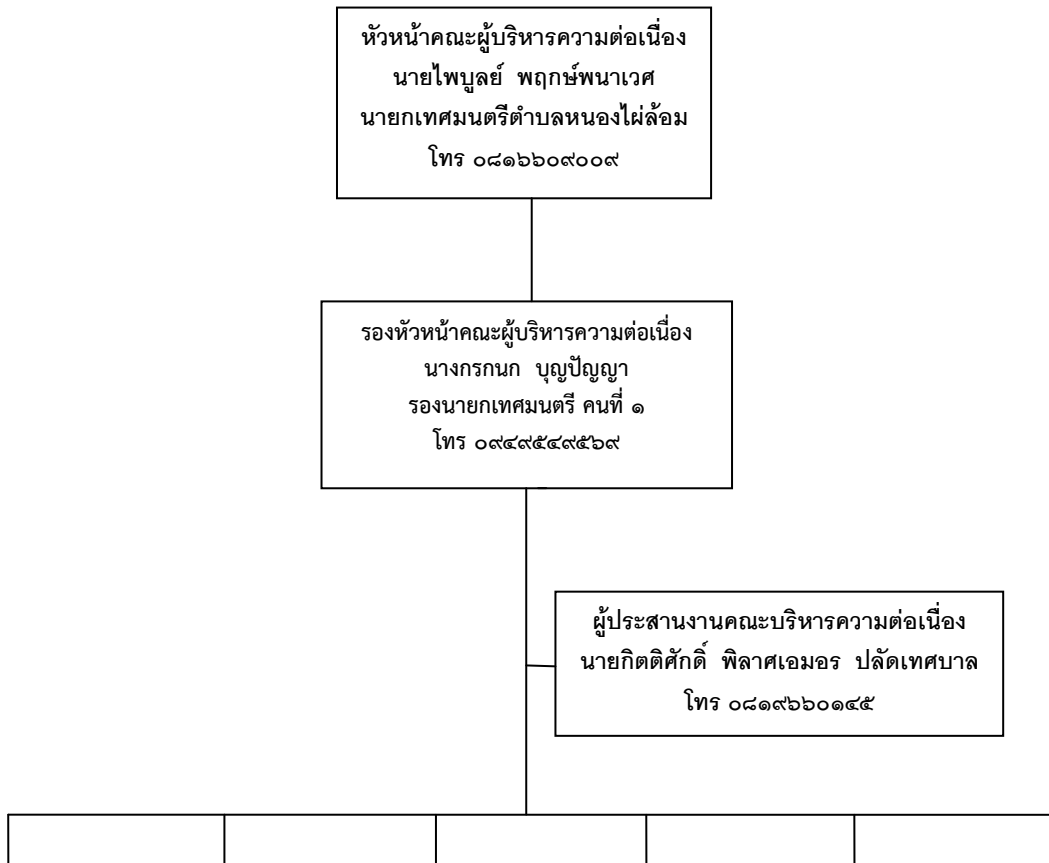 หัวหน้าคณะผู้บริหารความต่อเนื่อง
นายไพบูลย์ พฤกษ์พนาเวศ
นายกเทศมนตรีตำบลหนองไผ่ล้อม
โทร ๐๘๑๖๖๐๙๐๐๙
รองหัวหน้าคณะผู้บริหารความต่อเนื่อง
นางกรกนก บุญปัญญา
รองนายกเทศมนตรี คนที่ ๑
โทร ๐๙๔๙๕๔๙๕๖๙
ผู้ประสานงานคณะบริหารความต่อเนื่อง
นายกิตติศักดิ์ พิลาศเอมอร ปลัดเทศบาล
โทร ๐๘๑๙๖๖๐๑๔๕